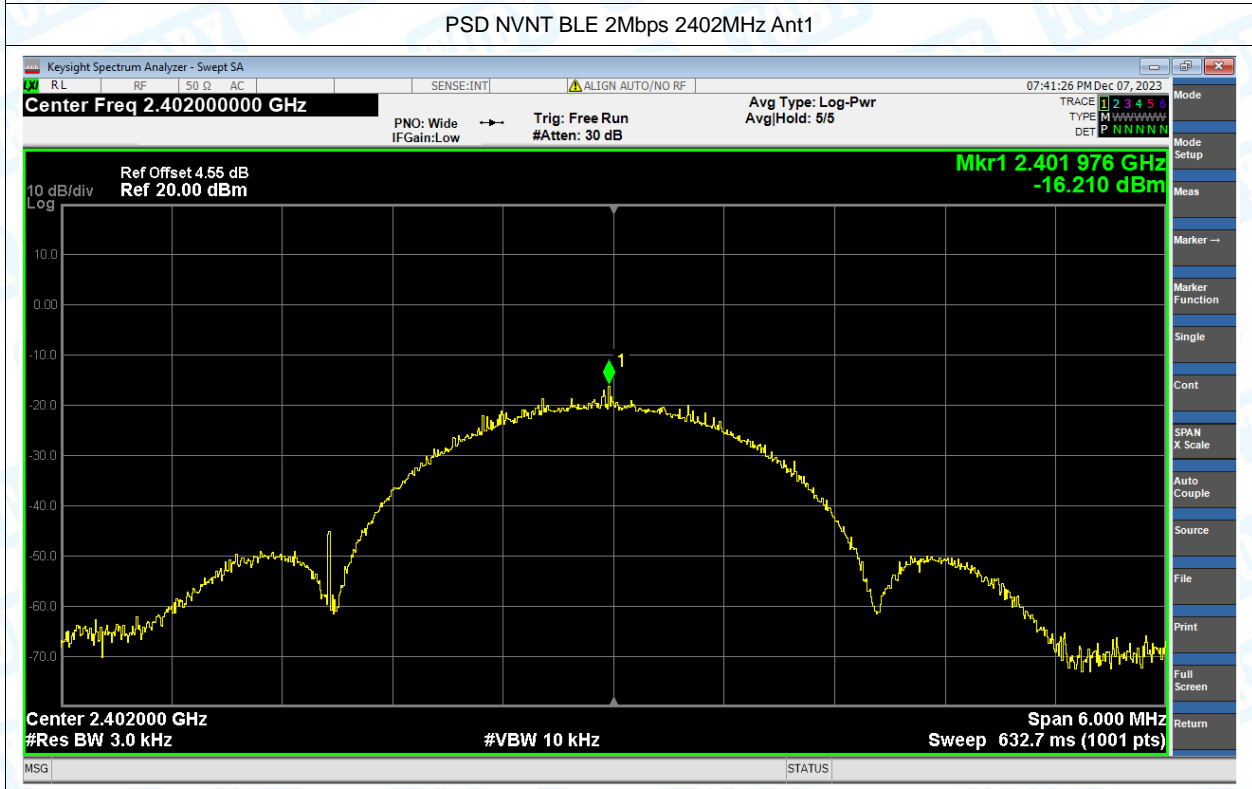 PSD NVNT BLE 2Mbps 2402MHz Ant1
Keysight Spectrum Analyzer - Swept SA
LXI RL RF 50 Ω AC SENSE:INT ALIGN AUTO/NO RF 07:41:26 PM Dec 07, 2023
Center Freq 2.402000000 GHz
PNO: Wide
IFGain:Low
Trig: Free Run
#Atten: 30 dB
Avg Type: Log-Pwr
Avg|Hold: 5/5
TRACE 1 2 3 4 5 6
TYPE M WWWWW
DET P N N N N N
Mkr1 2.401 976 GHz
-16.210 dBm
Ref Offset 4.55 dB
10 dB/div Ref 20.00 dBm
Log
10.0
0.00
-10.0
-20.0
-30.0
-40.0
-50.0
-60.0
-70.0
1
Center 2.402000 GHz
Span 6.000 MHz
#Res BW 3.0 kHz
#VBW 10 kHz
Sweep 632.7 ms (1001 pts)
MSG
STATUS
Mode
Mode
Setup
Meas
Marker →
Marker
Function
Single
Cont
SPAN
X Scale
Auto
Couple
Source
File
Print
Full
Screen
Return